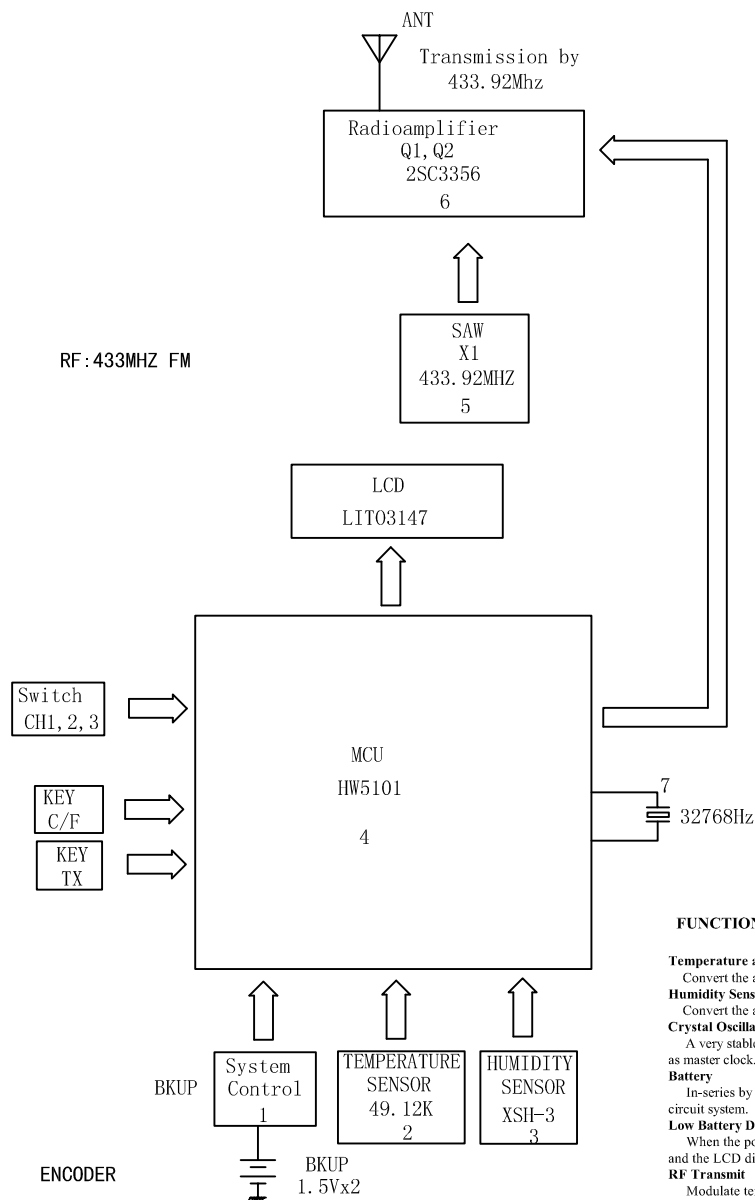 ANT
Transmission by
433.92Mhz
Radioamplifier
Q1,Q2
2SC3356
6
SAW
X1
433.92MHZ
5
RF:433MHZ FM
LCD
LITO3147
Switch
CH1,2,3
MCU
HW5101
4
KEY
C/F
KEY
TX
7
32768Hz
FUNCTION
Temperature a
Convert the a
Humidity Sens
Convert the a
Crystal Oscilla
A very stable
as master clock.
Battery
In-series by
circuit system.
Low Battery D
When the po
and the LCD di
RF Transmit
Modulate te
BKUP
System
Control
1
TEMPERATURE
SENSOR
49.12K
2
HUMIDITY
SENSOR
XSH-3
3
BKUP
1.5Vx2
ENCODER